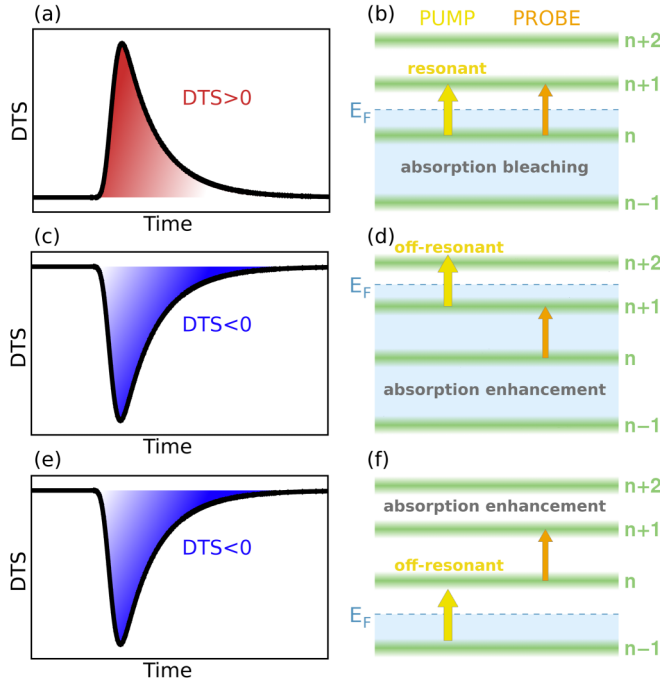 (a)
DTS>0
DTS
Time
(b)
PUMP
PROBE
n+2
resonant
n+1
E_F
n
absorption bleaching
n−1
(c)
DTS<0
DTS
Time
(d)
off-resonant
n+2
E_F
n+1
n
absorption enhancement
n−1
(e)
DTS<0
DTS
Time
(f)
n+2
absorption enhancement
n+1
off-resonant
n
E_F
n−1